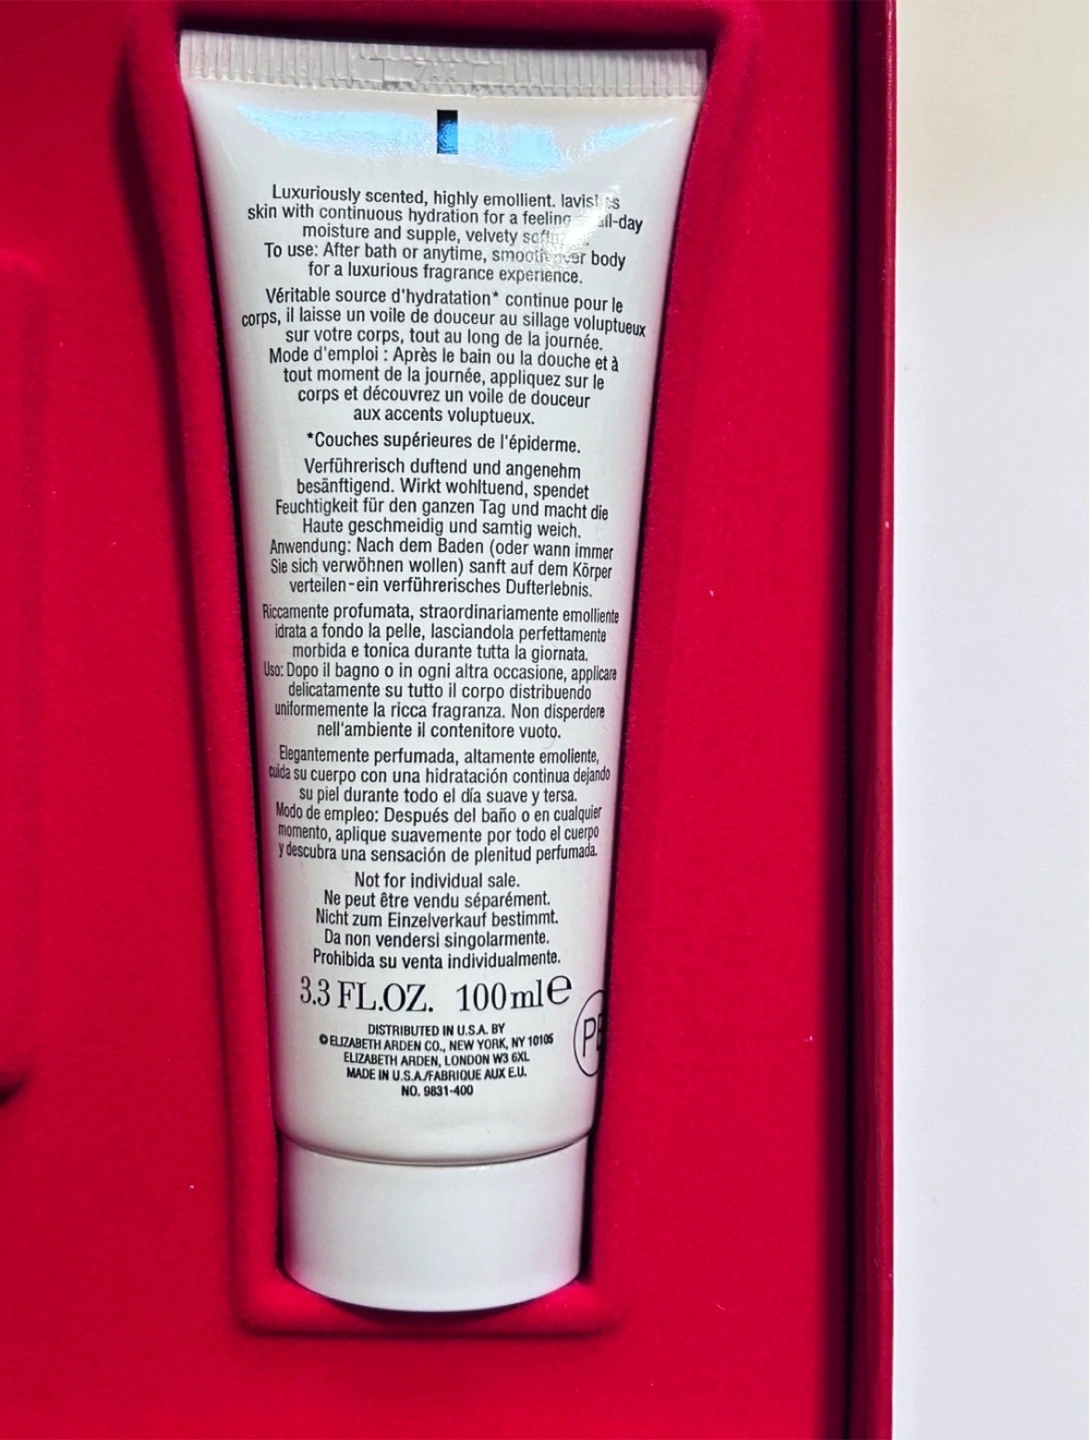 Luxuriously scented, highly emollient. lavishes
skin with continuous hydration for a feeling all-day
moisture and supple, velvety
To use: After bath or anytime, smooth over body
for a luxurious fragrance experience.
Véritable source d'hydratation* continue pour le
corps, il laisse un voile de douceur au sillage voluptueux
sur votre corps, tout au long de la journée.
Mode d'emploi : Après le bain ou la douche et à
tout moment de la journée, appliquez sur le
corps et découvrez un voile de douceur
aux accents voluptueux.
*Couches supérieures de l'épiderme.
Verführerisch duftend und angenehm
besänftigend. Wirkt wohltuend, spendet
Feuchtigkeit für den ganzen Tag und macht die
Haute geschmeidig und samtig weich.
Anwendung: Nach dem Baden (oder wann immer
Sie sich verwöhnen wollen) sanft auf dem Körper
verteilen-ein verführerisches Dufterlebnis.
Riccamente profumata, straordinariamente emolliente
idrata a fondo la pelle, lasciandola perfettamente
morbida e tonica durante tutta la giornata.
Uso: Dopo il bagno o in ogni altra occasione, applicare
delicatamente su tutto il corpo distribuendo
uniformemente la ricca fragranza. Non disperdere
nell'ambiente il contenitore vuoto.
Elegantemente perfumada, altamente emoliente,
cuida su cuerpo con una hidratación continua dejando
su piel durante todo el día suave y tersa.
Modo de empleo: Después del baño o en cualquier
momento, aplique suavemente por todo el cuerpo
y descubra una sensación de plenitud perfumada.
Not for individual sale.
Ne peut être vendu séparément.
Nicht zum Einzelverkauf bestimmt.
Da non vendersi singolarmente.
Prohibida su venta individualmente.
3.3 FL.OZ. 100 ml e
DISTRIBUTED IN U.S.A. BY
© ELIZABETH ARDEN CO., NEW YORK, NY 10105
ELIZABETH ARDEN, LONDON W3 6XL
MADE IN U.S.A./FABRIQUE AUX E.U.
NO. 9831-400
PE